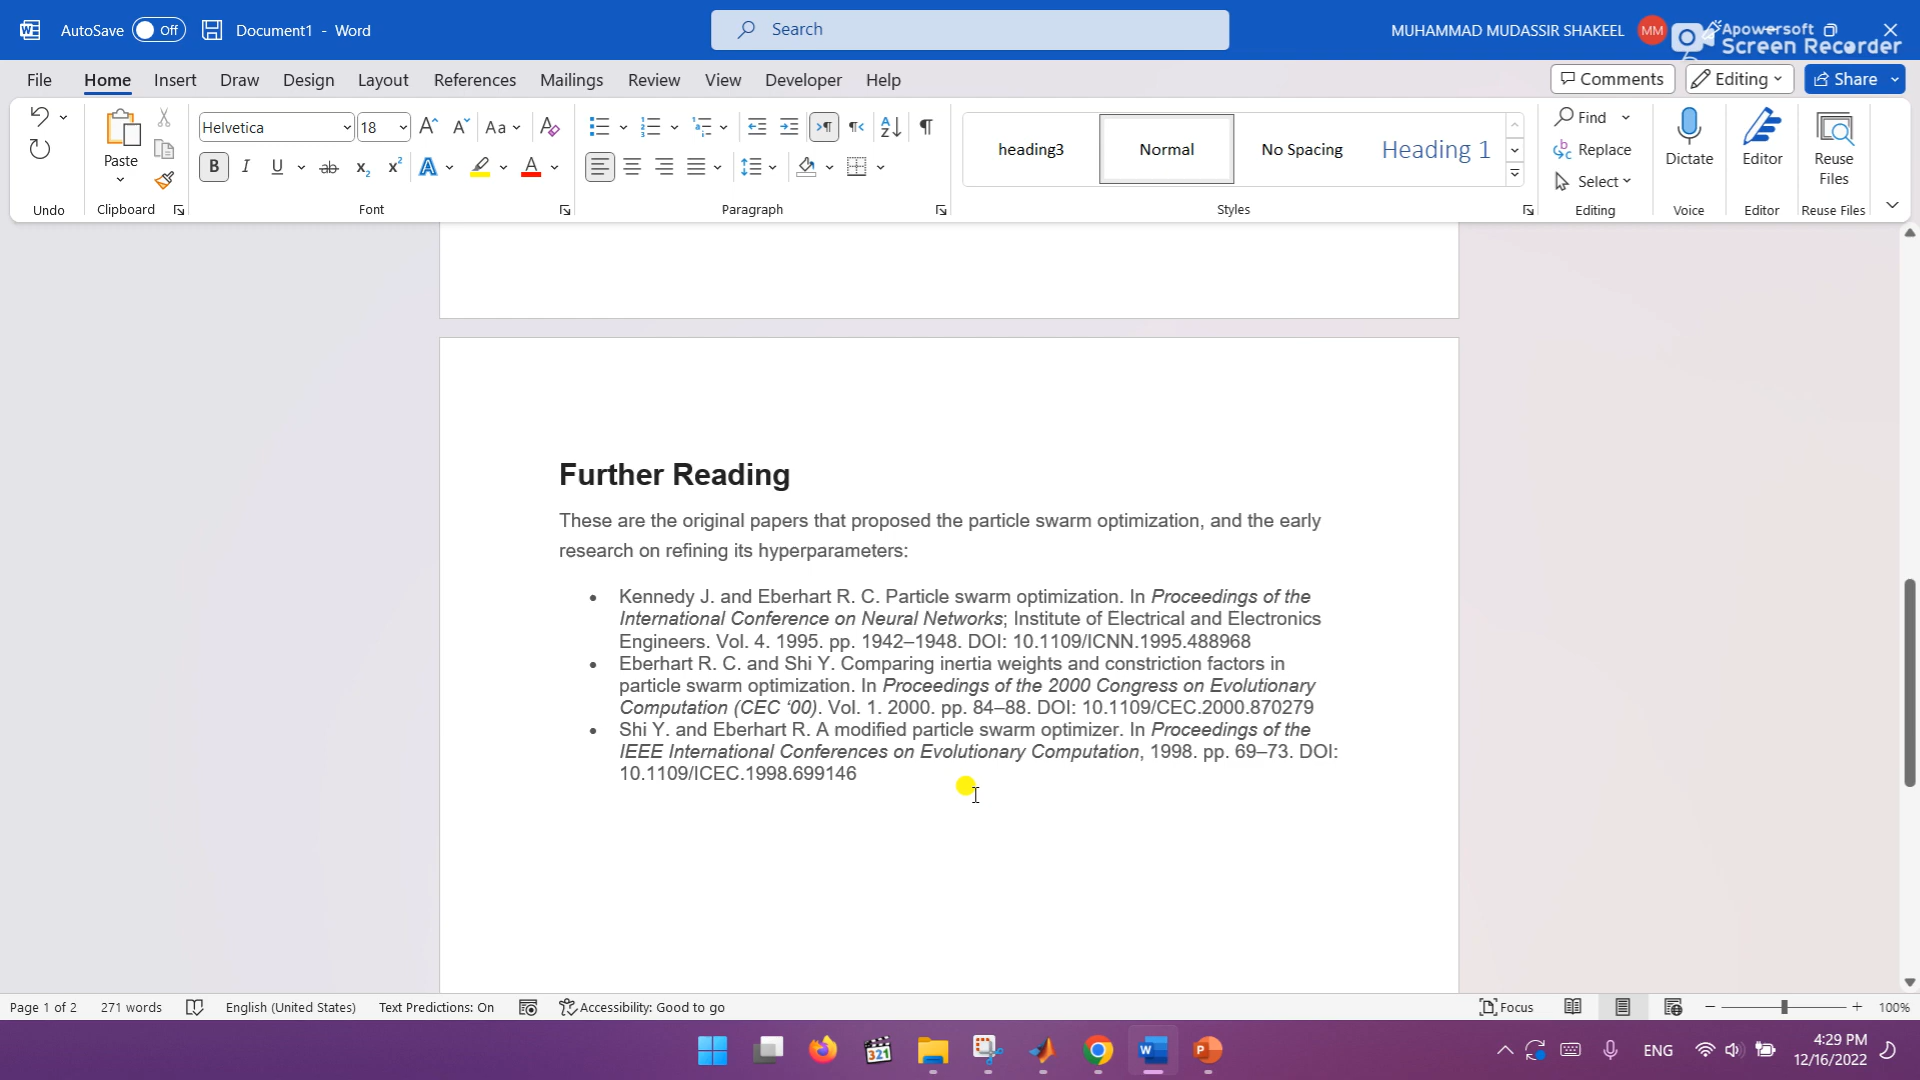 AutoSave Off Document1 - Word Search MUHAMMAD MUDASSIR SHAKEEL MM Apowersoft
Screen Recorder
File Home Insert Draw Design Layout References Mailings Review View Developer Help Comments Editing Share
Paste
Undo Clipboard
Helvetica 18 Aa
B I U ab x2 x2 A A
Font
Paragraph
heading3 Normal No Spacing Heading 1
Styles
Find
Replace
Select
Editing
Dictate
Voice
Editor
Editor
Reuse
Files
Reuse Files
Further Reading
These are the original papers that proposed the particle swarm optimization, and the early
research on refining its hyperparameters:
• Kennedy J. and Eberhart R. C. Particle swarm optimization. In Proceedings of the
International Conference on Neural Networks; Institute of Electrical and Electronics
Engineers. Vol. 4. 1995. pp. 1942–1948. DOI: 10.1109/ICNN.1995.488968
• Eberhart R. C. and Shi Y. Comparing inertia weights and constriction factors in
particle swarm optimization. In Proceedings of the 2000 Congress on Evolutionary
Computation (CEC ‘00). Vol. 1. 2000. pp. 84–88. DOI: 10.1109/CEC.2000.870279
• Shi Y. and Eberhart R. A modified particle swarm optimizer. In Proceedings of the
IEEE International Conferences on Evolutionary Computation, 1998. pp. 69–73. DOI:
10.1109/ICEC.1998.699146
Page 1 of 2 271 words English (United States) Text Predictions: On Accessibility: Good to go Focus 100%
321 ENG 4:29 PM
12/16/2022